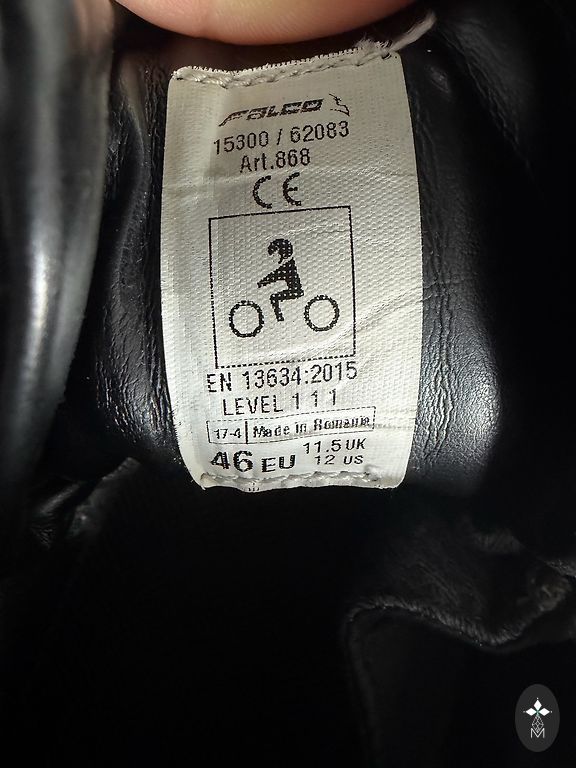 FALCO
15300 / 62083
Art.868
CE
EN 13634:2015
LEVEL 1 1 1
17-4 Made in Romania
46 EU 11.5 UK
12 US
M